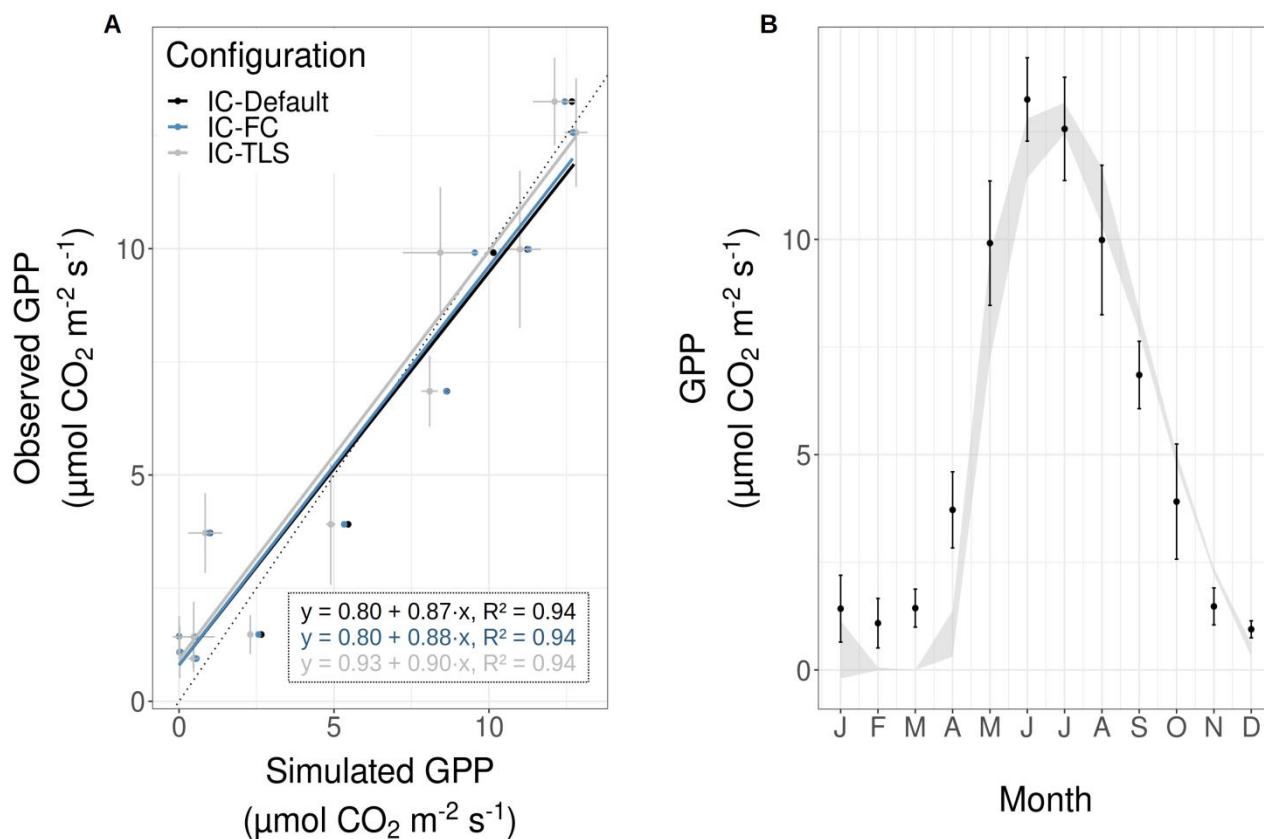 A
Configuration
IC-Default
IC-FC
IC-TLS
Observed GPP
(µmol CO₂ m⁻² s⁻¹)
10
5
0
y = 0.80 + 0.87·x, R² = 0.94
y = 0.80 + 0.88·x, R² = 0.94
y = 0.93 + 0.90·x, R² = 0.94
0 5 10
Simulated GPP
(µmol CO₂ m⁻² s⁻¹)
B
GPP
(µmol CO₂ m⁻² s⁻¹)
10
5
0
J F M A M J J A S O N D
Month